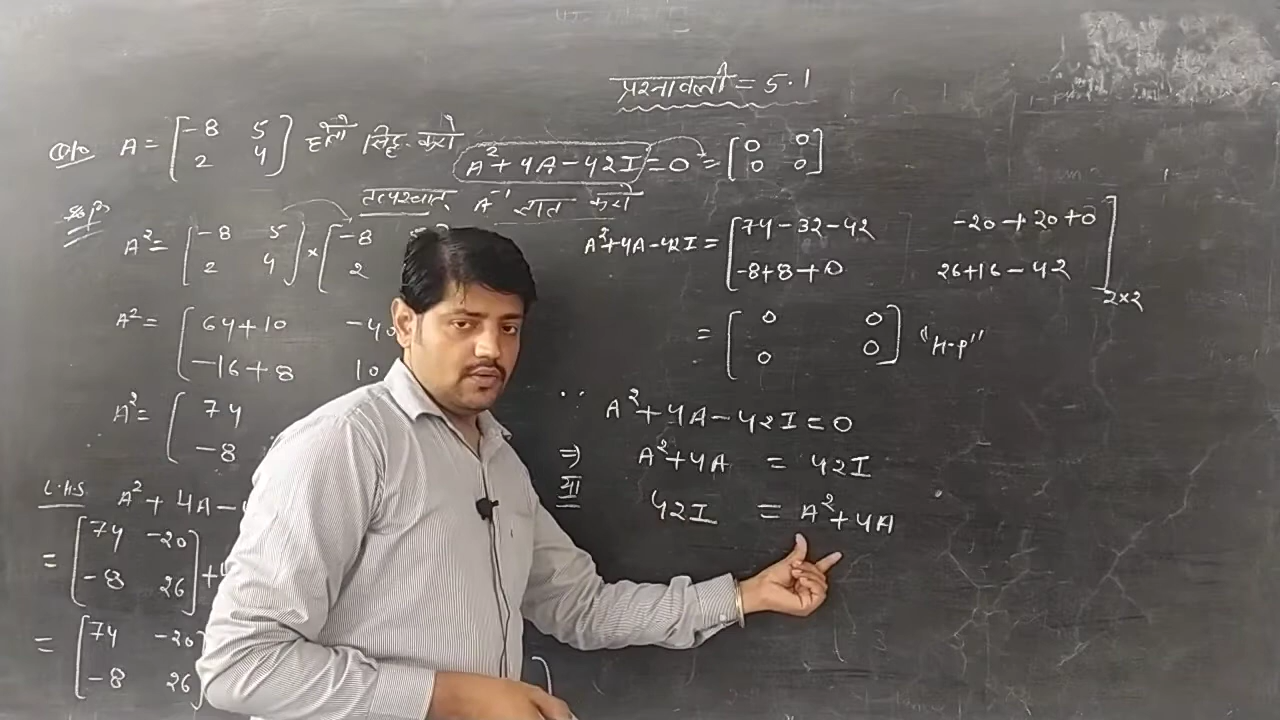 प्रश्नावली = 5.1
A = [-8 5
2 4] हो तो सिद्ध करो A²+4A-42I=0 = [0 0
0 0]
तत्पश्चात् A⁻¹ ज्ञात करो
A² = [-8 5
2 4] × [-8
2
A² = [64+10 -40
-16+8 10
A² = [74
-8
L.H.S A² + 4A -
= [74 -20
-8 26] + 4
= [74 -20
-8 26]
A²+4A-42I = [74-32-42 -20+20+0
-8+8+0 26+16-42] 2×2
= [0 0
0 0] "H-P"
∵ A²+4A-42I=0
⇒ A²+4A = 42I
या 42I = A²+4A